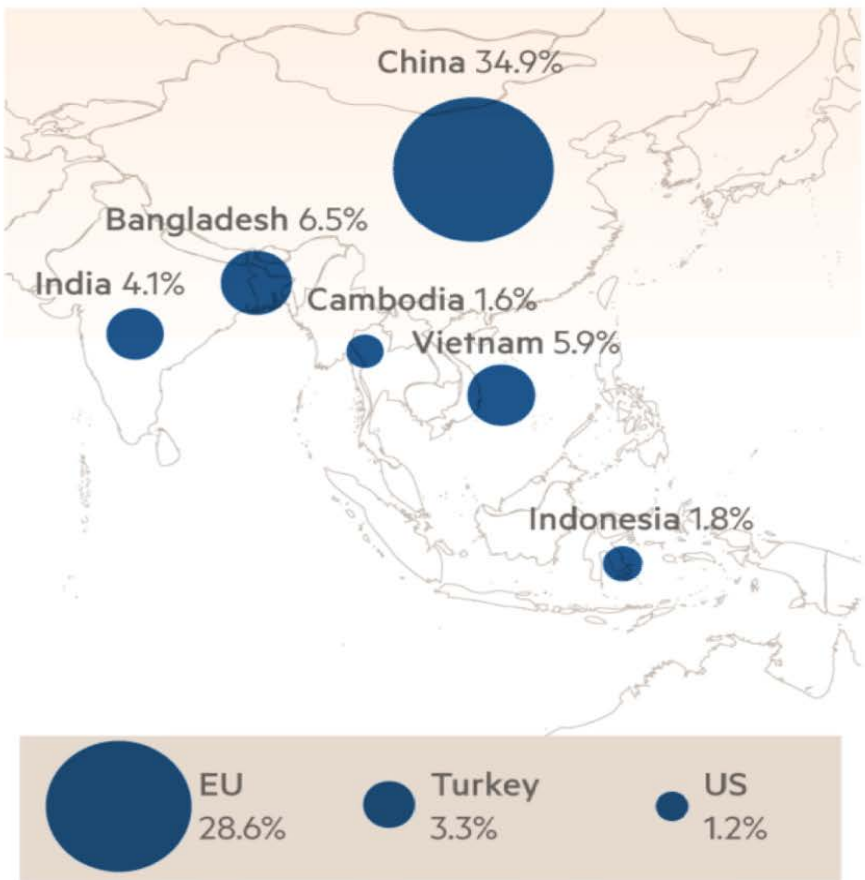 China 34.9%
Bangladesh 6.5%
India 4.1%
Cambodia 1.6%
Vietnam 5.9%
Indonesia 1.8%
EU
28.6%
Turkey
3.3%
US
1.2%